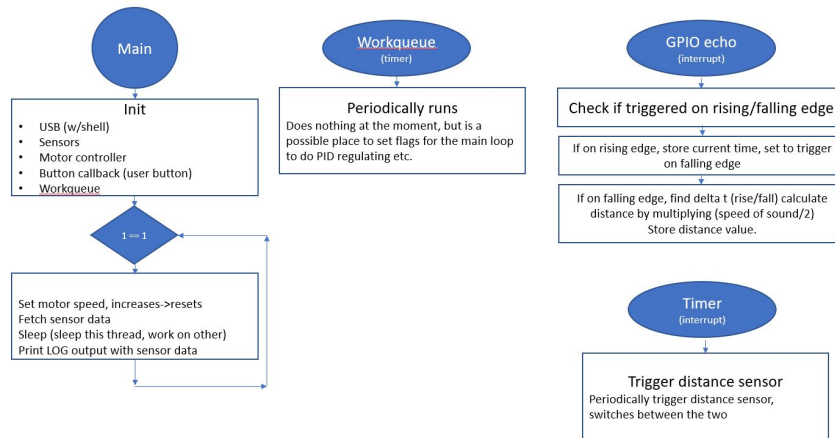 Main
Init
• USB (w/shell)
• Sensors
• Motor controller
• Button callback (user button)
• Workqueue
1 == 1
Set motor speed, increases->resets
Fetch sensor data
Sleep (sleep this thread, work on other)
Print LOG output with sensor data
Workqueue
(timer)
Periodically runs
Does nothing at the moment, but is a
possible place to set flags for the main loop
to do PID regulating etc.
GPIO echo
(interrupt)
Check if triggered on rising/falling edge
If on rising edge, store current time, set to trigger
on falling edge
If on falling edge, find delta t (rise/fall) calculate
distance by multiplying (speed of sound/2)
Store distance value.
Timer
(interrupt)
Trigger distance sensor
Periodically trigger distance sensor,
switches between the two